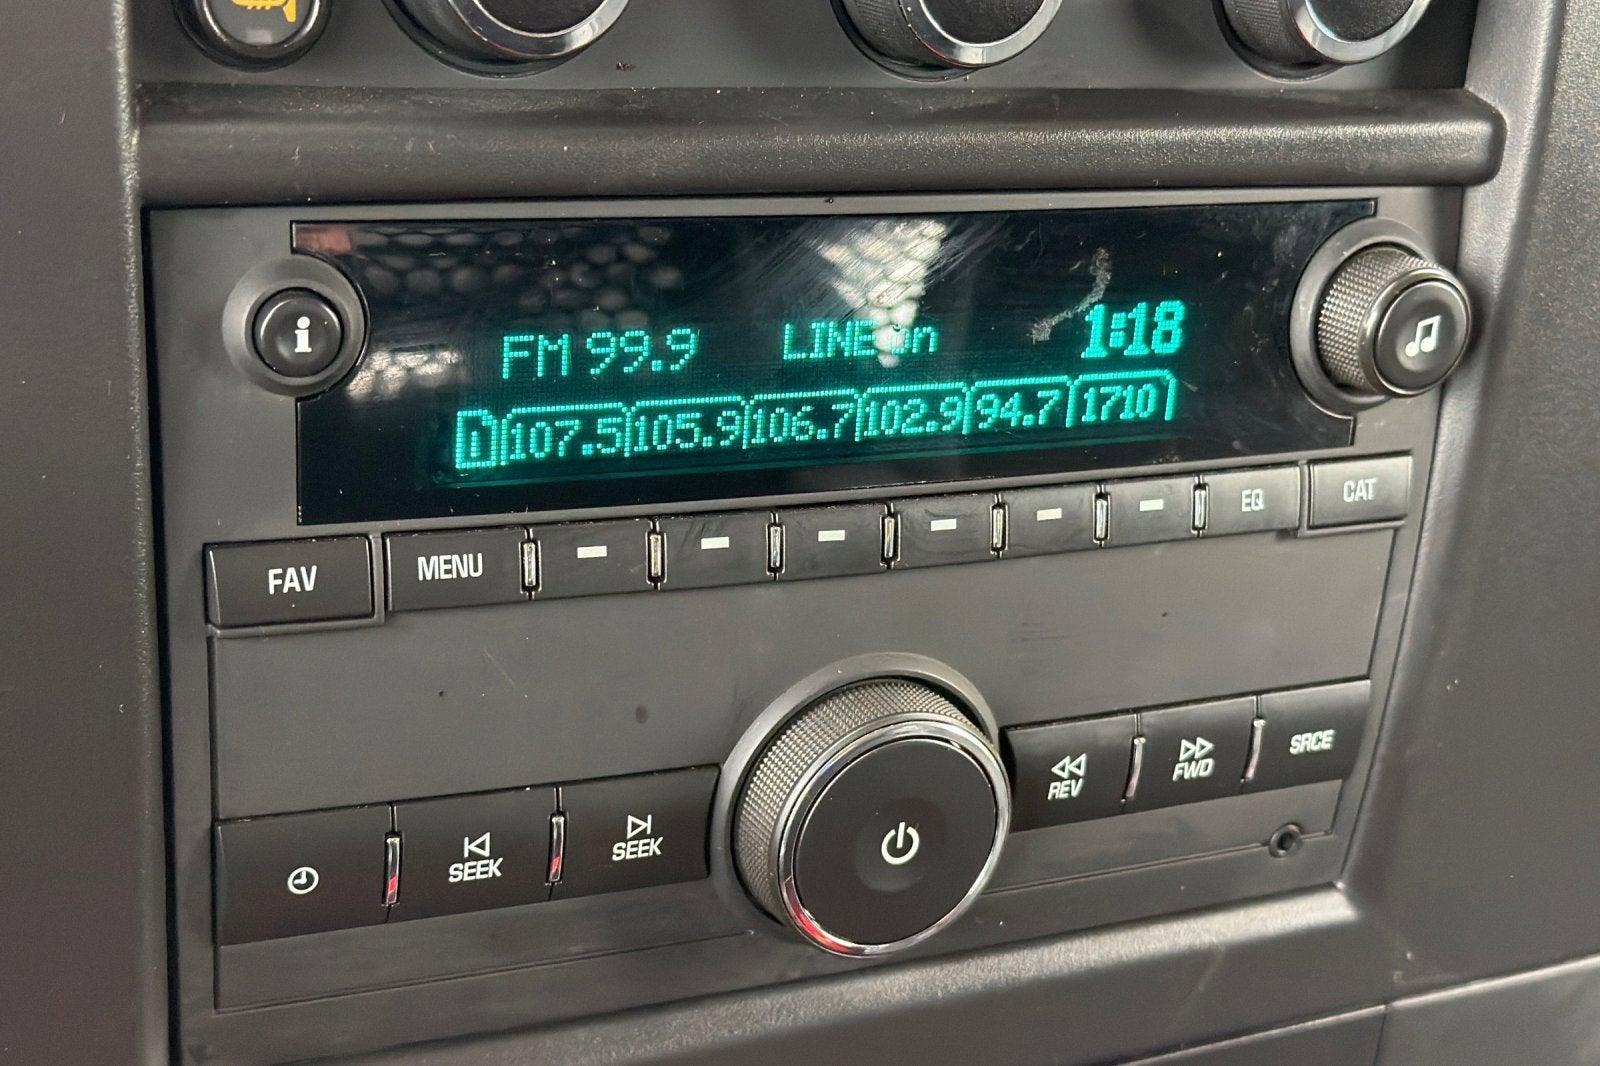 i
FM 99.9 LINE in 1:18
1 107.5 105.9 106.7 102.9 94.7 1710
FAV MENU EQ CAT
REV FWD SRCE
SEEK SEEK